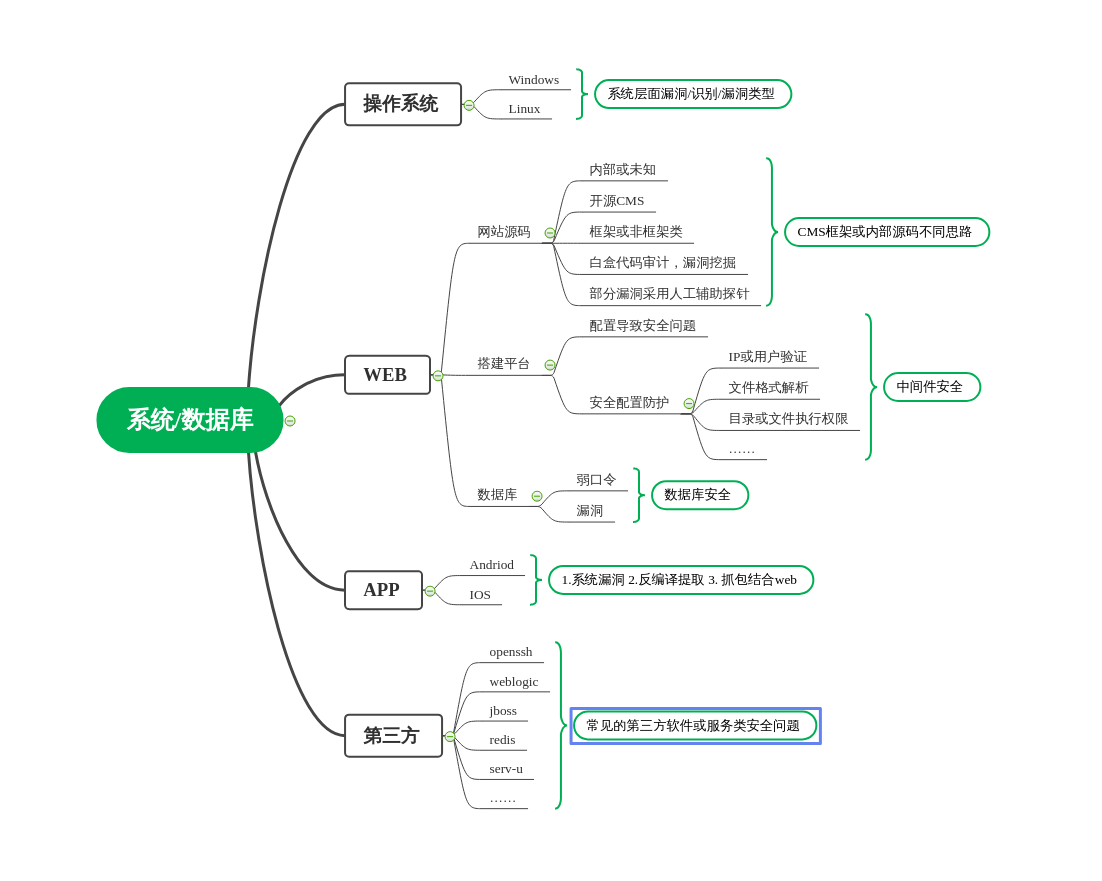 系统/数据库
操作系统
Windows
Linux
系统层面漏洞/识别/漏洞类型
WEB
网站源码
内部或未知
开源CMS
框架或非框架类
白盒代码审计，漏洞挖掘
部分漏洞采用人工辅助探针
CMS框架或内部源码不同思路
搭建平台
配置导致安全问题
安全配置防护
IP或用户验证
文件格式解析
目录或文件执行权限
……
中间件安全
数据库
弱口令
漏洞
数据库安全
APP
Andriod
IOS
1.系统漏洞 2.反编译提取 3. 抓包结合web
第三方
openssh
weblogic
jboss
redis
serv-u
……
常见的第三方软件或服务类安全问题